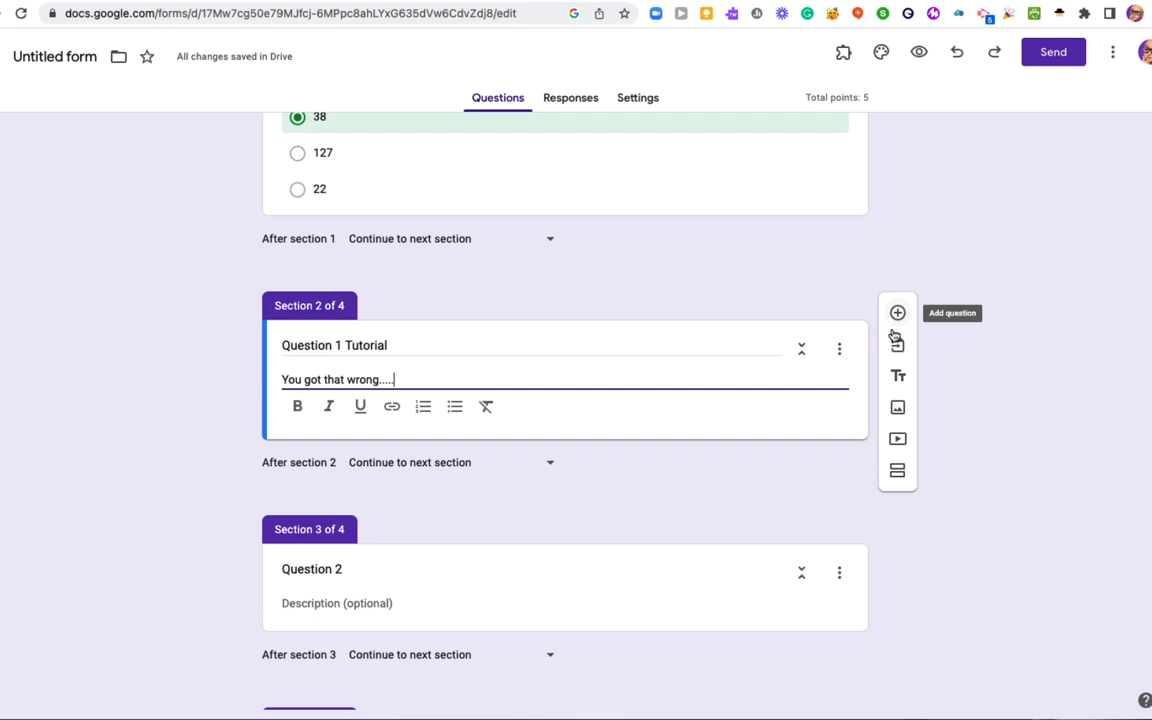 docs.google.com/forms/d/17Mw7cg50e79MJfcj-6MPpc8ahLYxG635dVw6CdvZdj8/edit
5
Untitled form
All changes saved in Drive
Send
Questions
Responses
Settings
Total points: 5
38
127
22
After section 1 Continue to next section
Section 2 of 4
Add question
Question 1 Tutorial
You got that wrong.....
B I U
Tт
After section 2 Continue to next section
Section 3 of 4
Question 2
Description (optional)
After section 3 Continue to next section